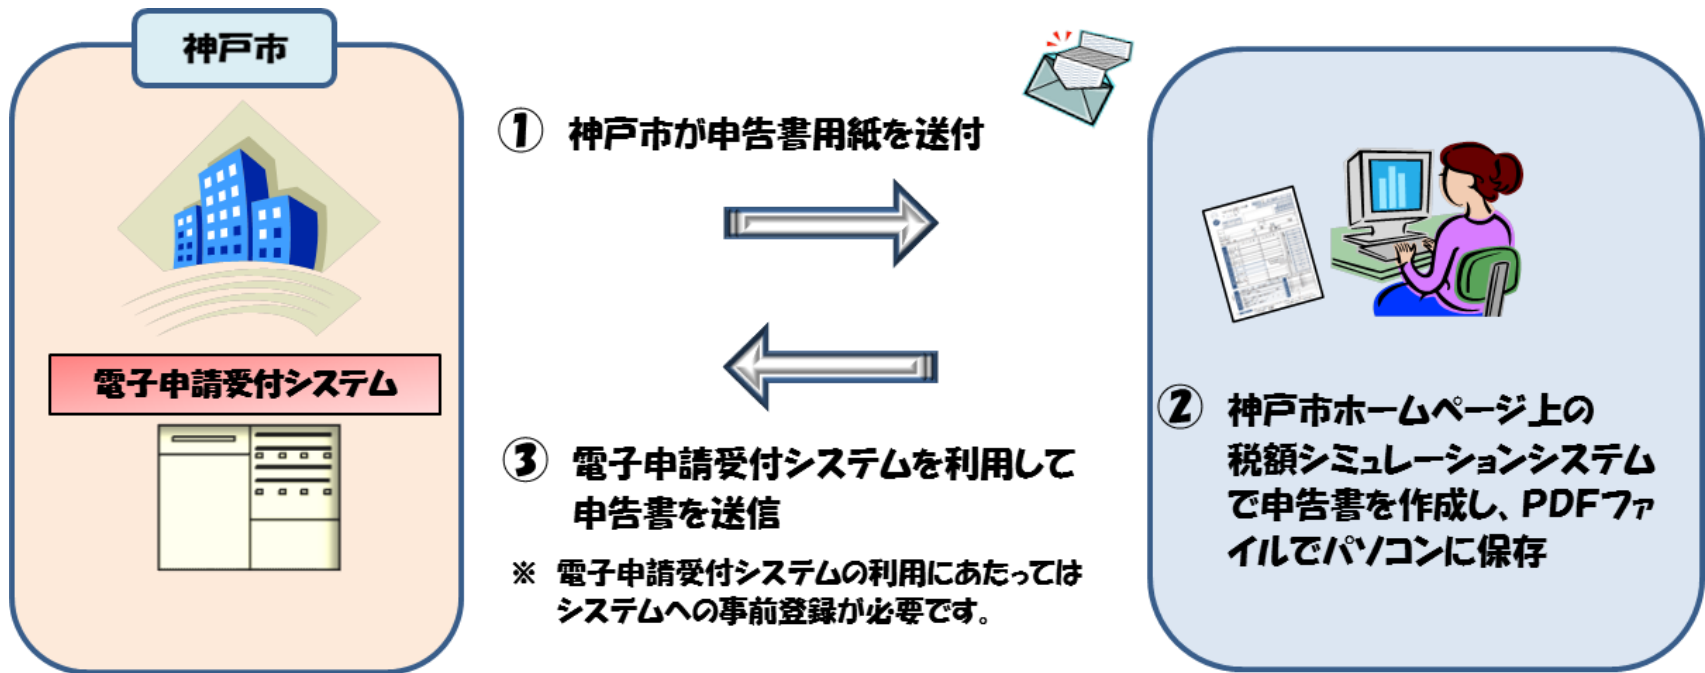 神戸市
① 神戸市が申告書用紙を送付
電子申請受付システム
② 神戸市ホームページ上の
税額シミュレーションシステム
で申告書を作成し、PDFファ
イルでパソコンに保存
③ 電子申請受付システムを利用して
申告書を送信
※ 電子申請受付システムの利用にあたっては
システムへの事前登録が必要です。